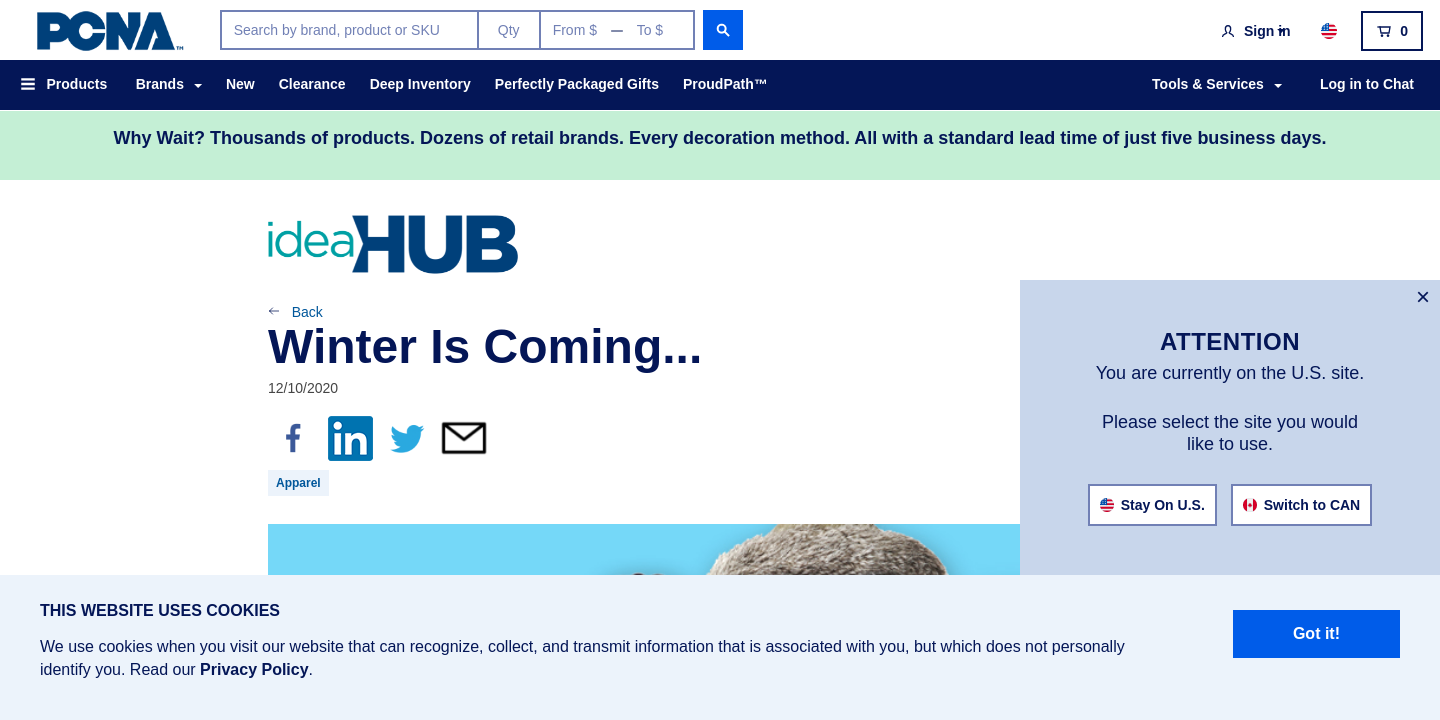 PCNA™
Search by brand, product or SKU
Qty
From $ — To $
Sign in
0
Products
Brands
New
Clearance
Deep Inventory
Perfectly Packaged Gifts
ProudPath™
Tools & Services
Log in to Chat
Why Wait? Thousands of products. Dozens of retail brands. Every decoration method. All with a standard lead time of just five business days.
ideaHUB
Back
Winter Is Coming...
12/10/2020
Apparel
ATTENTION
You are currently on the U.S. site.
Please select the site you would
like to use.
Stay On U.S.
Switch to CAN
THIS WEBSITE USES COOKIES
We use cookies when you visit our website that can recognize, collect, and transmit information that is associated with you, but which does not personally
identify you. Read our Privacy Policy.
Got it!